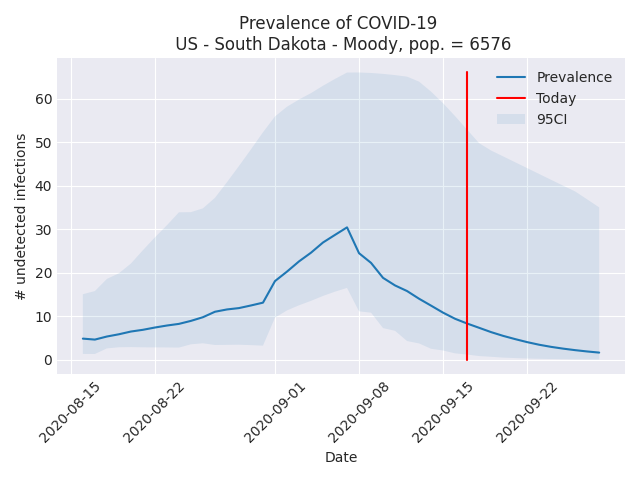 Prevalence of COVID-19
US - South Dakota - Moody, pop. = 6576
Prevalence
Today
95CI
# undetected infections
60
50
40
30
20
10
0
2020-08-15
2020-08-22
2020-09-01
2020-09-08
2020-09-15
2020-09-22
Date